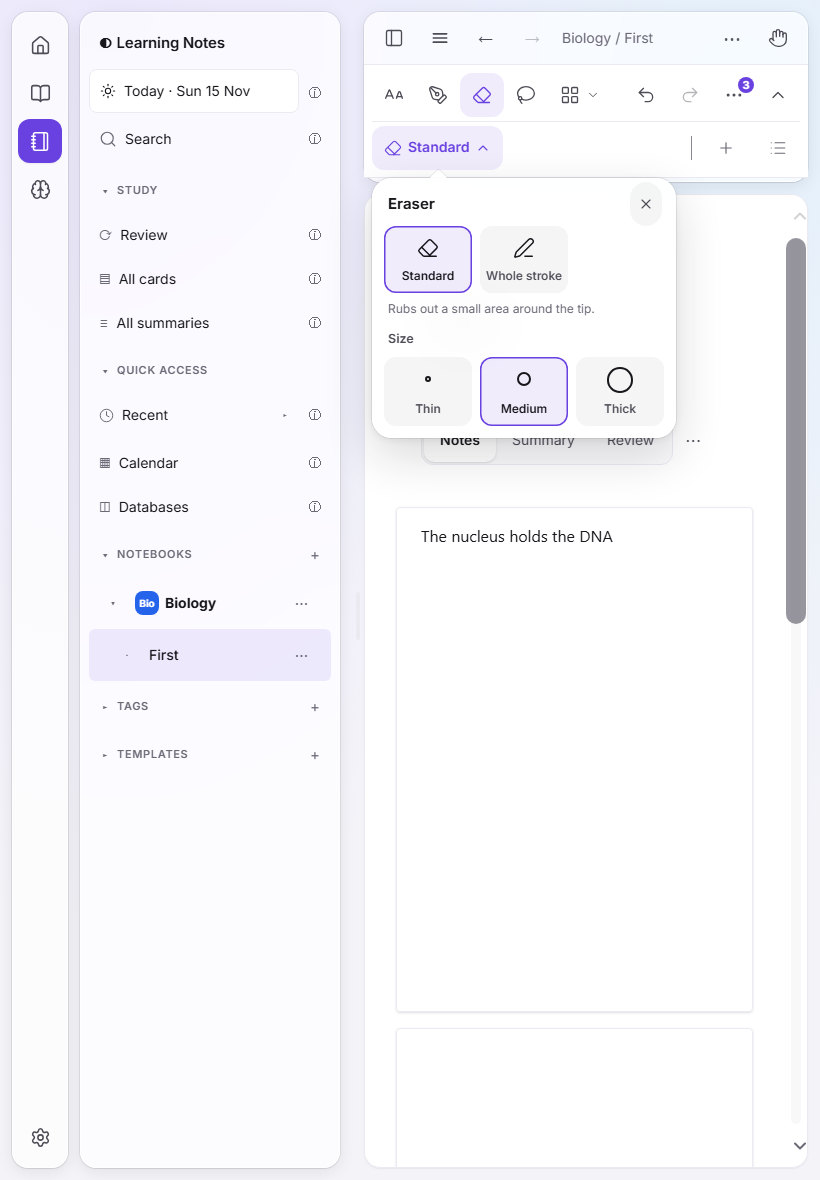 Learning Notes
Today · Sun 15 Nov
Search
STUDY
Review
All cards
All summaries
QUICK ACCESS
Recent
Calendar
Databases
NOTEBOOKS
Bio Biology
First
TAGS
TEMPLATES
Biology / First
AA
3
Standard
Eraser
Standard
Whole stroke
Rubs out a small area around the tip.
Size
Thin
Medium
Thick
Notes
Summary
Review
The nucleus holds the DNA